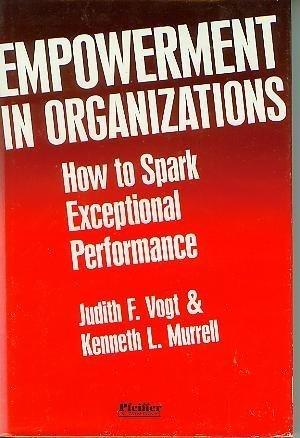 EMPOWERMENT
IN ORGANIZATIONS
How to Spark
Exceptional
Performance
Judith F. Vogt &
Kenneth L. Murrell
Pfeiffer